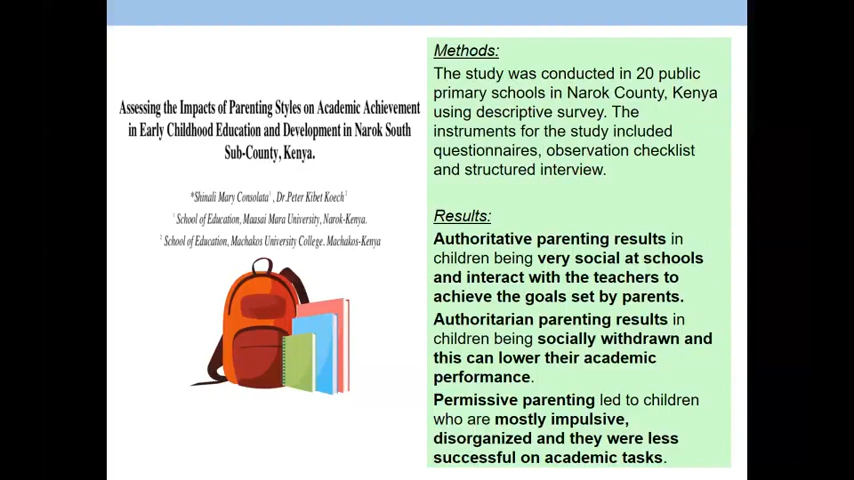 Assessing the Impacts of Parenting Styles on Academic Achievement
in Early Childhood Education and Development in Narok South
Sub-County, Kenya.
*Shinali Mary Consolata¹, Dr.Peter Kibet Koech²
¹ School of Education, Maasai Mara University, Narok-Kenya.
² School of Education, Machakos University College. Machakos-Kenya
Methods:
The study was conducted in 20 public
primary schools in Narok County, Kenya
using descriptive survey. The
instruments for the study included
questionnaires, observation checklist
and structured interview.
Results:
Authoritative parenting results in
children being very social at schools
and interact with the teachers to
achieve the goals set by parents.
Authoritarian parenting results in
children being socially withdrawn and
this can lower their academic
performance.
Permissive parenting led to children
who are mostly impulsive,
disorganized and they were less
successful on academic tasks.